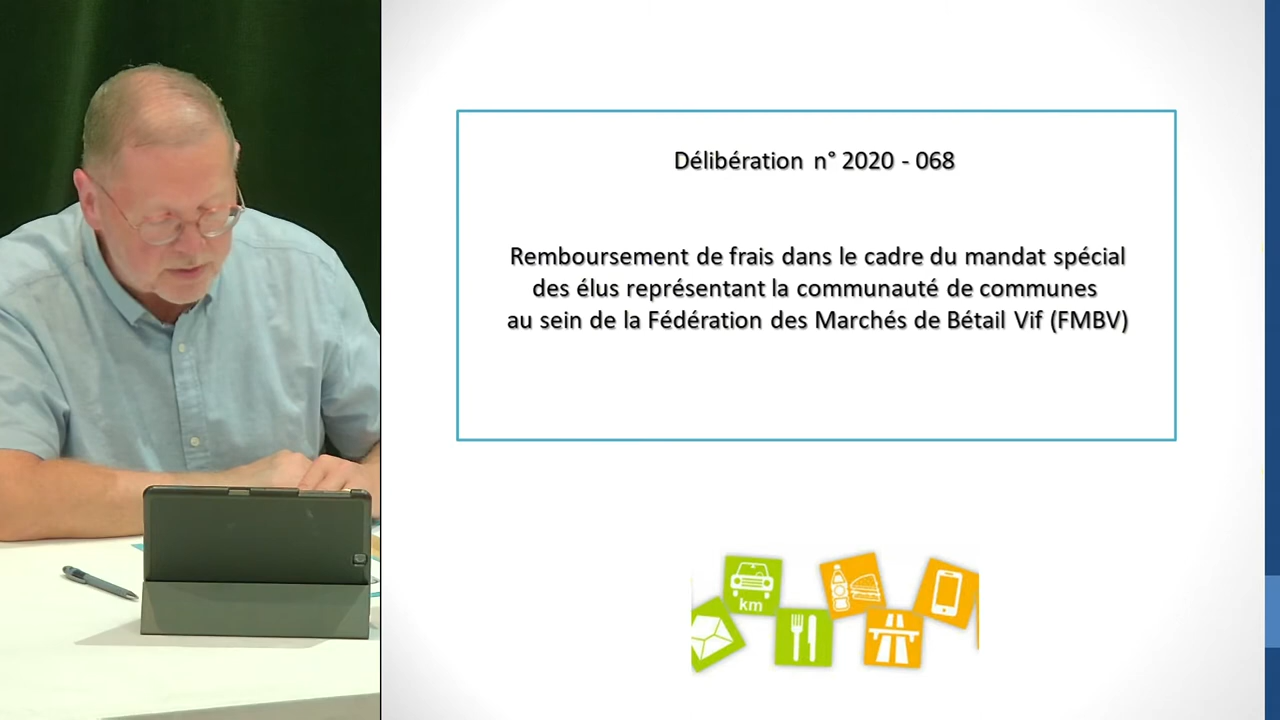 Délibération n° 2020 - 068
Remboursement de frais dans le cadre du mandat spécial
des élus représentant la communauté de communes
au sein de la Fédération des Marchés de Bétail Vif (FMBV)
km